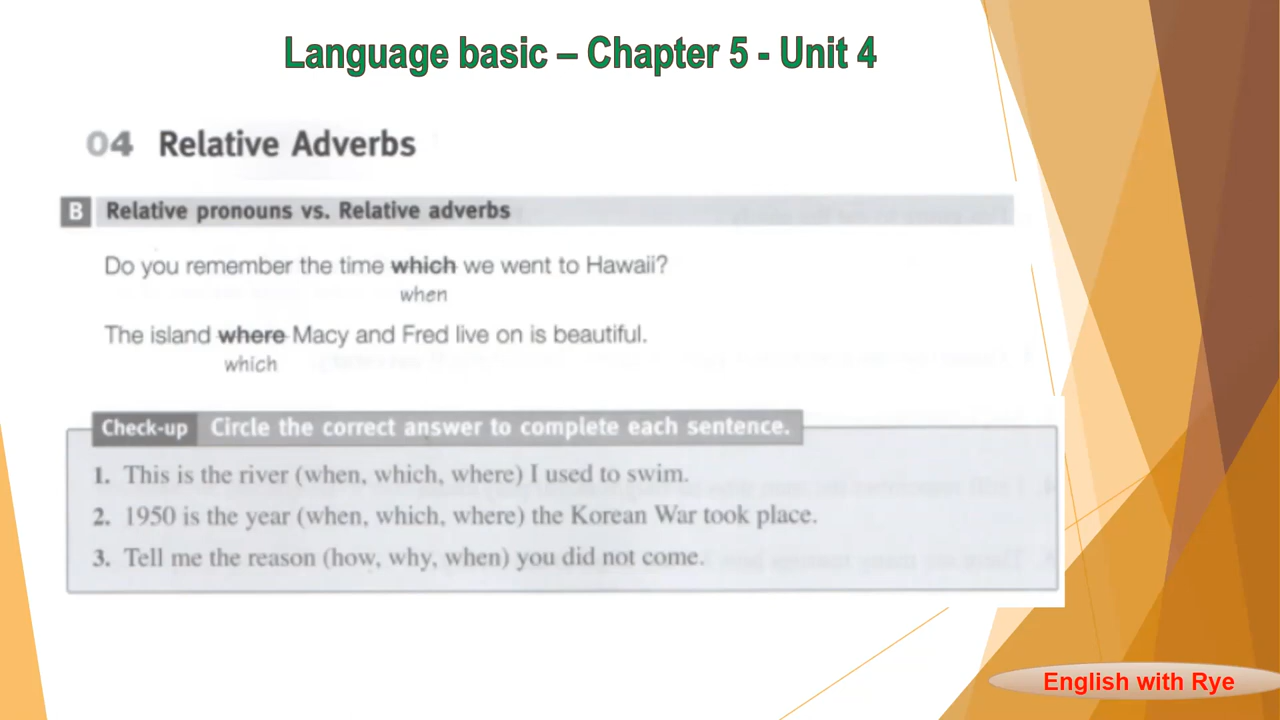 Language basic – Chapter 5 - Unit 4
04 Relative Adverbs
B Relative pronouns vs. Relative adverbs
Do you remember the time which we went to Hawaii?
when
The island where Macy and Fred live on is beautiful.
which
Check-up Circle the correct answer to complete each sentence.
1. This is the river (when, which, where) I used to swim.
2. 1950 is the year (when, which, where) the Korean War took place.
3. Tell me the reason (how, why, when) you did not come.
English with Rye